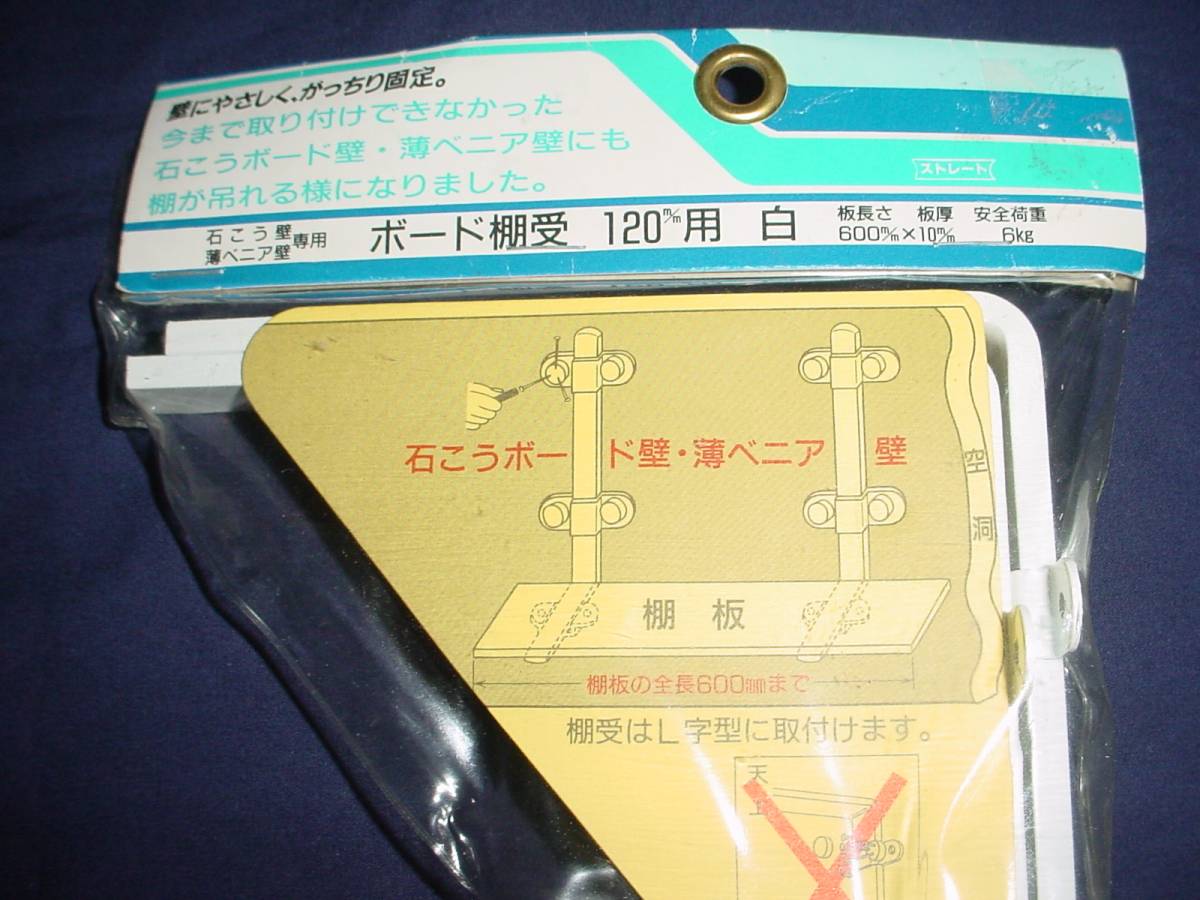 壁にやさしく、がっちり固定。
今まで取り付けできなかった
石こうボード壁・薄ベニア壁にも
棚が吊れる様になりました。
ストレート
石こう壁
薄ベニア壁
専用
ボード棚受 120m/m用 白
板長さ 板厚 安全荷重
600m/m×10m/m 6kg
石こうボード壁・薄ベニア壁
空洞
棚板
棚板の全長600mmまで
棚受はL字型に取付けます。
天